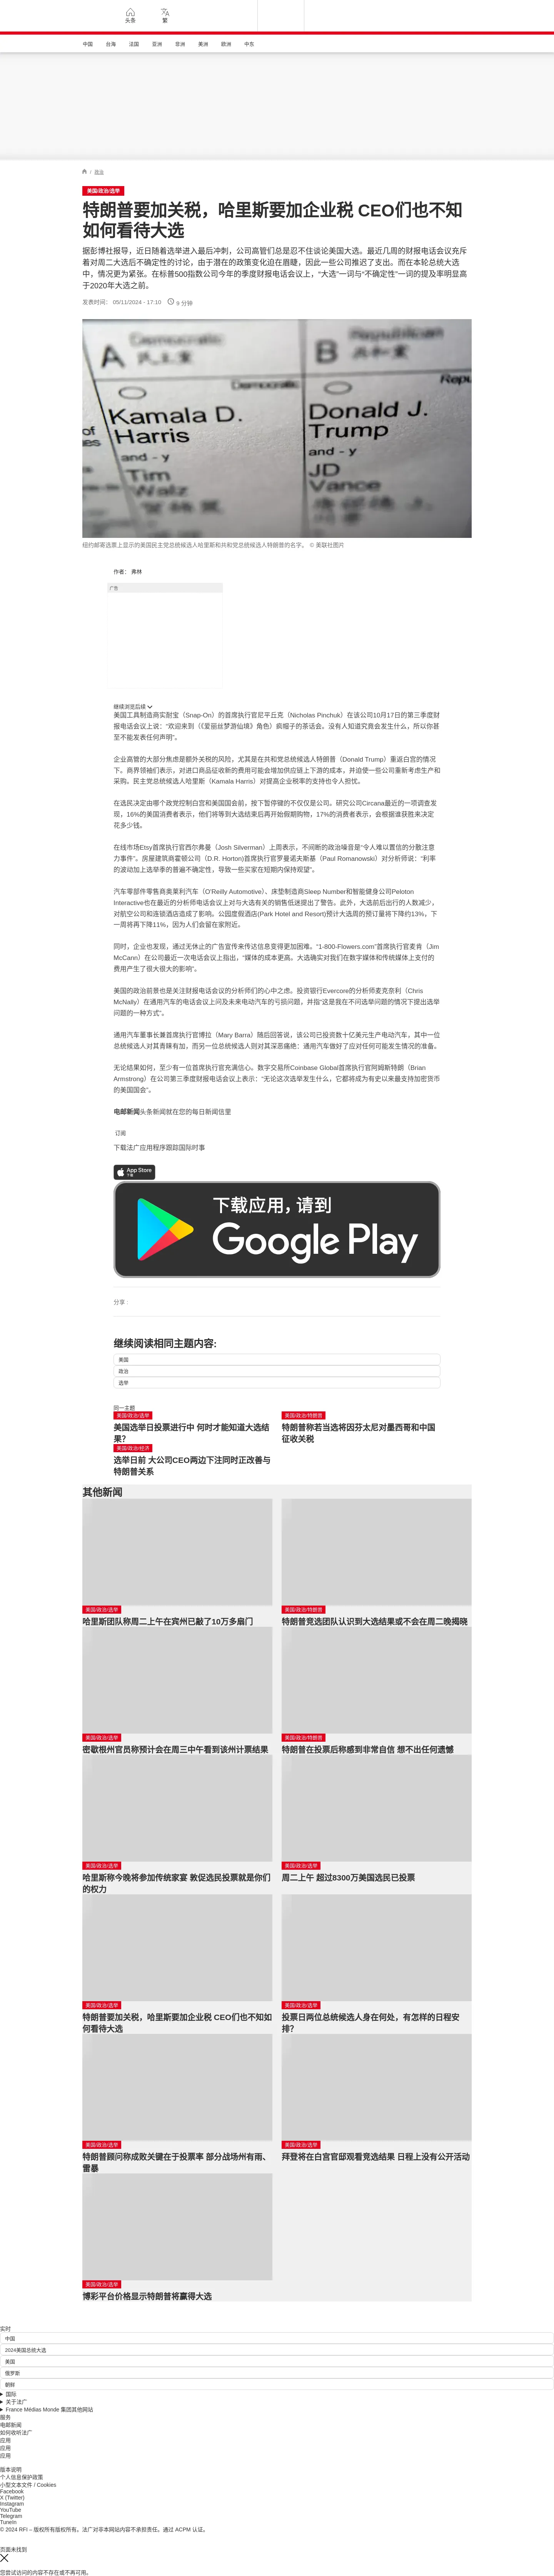 头条
繁
中国
台海
法国
亚洲
非洲
美洲
欧洲
中东
政治
美国/政治/选举
特朗普要加关税，哈里斯要加企业税 CEO们也不知
如何看待大选
据彭博社报导，近日随着选举进入最后冲刺，公司高管们总是忍不住谈论美国大选。最近几周的财报电话会议充斥
着对周二大选后不确定性的讨论，由于潜在的政策变化迫在眉睫，因此一些公司推迟了支出。而在本轮总统大选
中，情况更为紧张。在标普500指数公司今年的季度财报电话会议上，“大选”一词与“不确定性”一词的提及率明显高
于2020年大选之前。
发表时间： 05/11/2024 - 17:10
9 分钟
A
Democratic
民主党
B
Republican
共和党
Democratic
Republ
Kamala D.
Harris
Donald J.
Trump
and
Tim
Walz
and
JD
Vance
纽约邮寄选票上显示的美国民主党总统候选人哈里斯和共和党总统候选人特朗普的名字。 © 美联社图片
作者： 弗林
广告
继续浏览后续
美国工具制造商实耐宝（Snap-On）的首席执行官尼平丘克（Nicholas Pinchuk）在该公司10月17日的第三季度财
报电话会议上说：“欢迎来到（《爱丽丝梦游仙境》角色）疯帽子的茶话会。没有人知道究竟会发生什么，所以你甚
至不能发表任何声明”。
企业高管的大部分焦虑是额外关税的风险，尤其是在共和党总统候选人特朗普（Donald Trump）重返白宫的情况
下。商界领袖们表示，对进口商品征收新的费用可能会增加供应链上下游的成本，并迫使一些公司重新考虑生产和
采购。民主党总统候选人哈里斯（Kamala Harris）对提高企业税率的支持也令人担忧。
在选民决定由哪个政党控制白宫和美国国会前，按下暂停键的不仅仅是公司。研究公司Circana最近的一项调查发
现，16%的美国消费者表示，他们将等到大选结束后再开始假期购物，17%的消费者表示，会根据谁获胜来决定
花多少钱。
在线市场Etsy首席执行官西尔弗曼（Josh Silverman）上周表示，不间断的政治噪音是“令人难以置信的分散注意
力事件”。房屋建筑商霍顿公司（D.R. Horton)首席执行官罗曼诺夫斯基（Paul Romanowski）对分析师说：“利率
的波动加上选举季的普遍不确定性，导致一些买家在短期内保持观望”。
汽车零部件零售商奥莱利汽车（O'Reilly Automotive）、床垫制造商Sleep Number和智能健身公司Peloton
Interactive也在最近的分析师电话会议上对与大选有关的销售低迷提出了警告。此外，大选前后出行的人数减少，
对航空公司和连锁酒店造成了影响。公园度假酒店(Park Hotel and Resort)预计大选周的预订量将下降约13%，下
一周将再下降11%，因为人们会留在家附近。
同时，企业也发现，通过无休止的广告宣传来传达信息变得更加困难。“1-800-Flowers.com”首席执行官麦肯（Jim
McCann）在公司最近一次电话会议上指出，“媒体的成本更高。大选确实对我们在数字媒体和传统媒体上支付的
费用产生了很大很大的影响”。
美国的政治前景也是关注财报电话会议的分析师们的心中之虑。投资银行Evercore的分析师麦克奈利（Chris
McNally）在通用汽车的电话会议上问及未来电动汽车的亏损问题，并指“这是我在不问选举问题的情况下提出选举
问题的一种方式”。
通用汽车董事长兼首席执行官博拉（Mary Barra）随后回答说，该公司已投资数十亿美元生产电动汽车，其中一位
总统候选人对其青睐有加，而另一位总统候选人则对其深恶痛绝：通用汽车做好了应对任何可能发生情况的准备。
无论结果如何，至少有一位首席执行官充满信心。数字交易所Coinbase Global首席执行官阿姆斯特朗（Brian
Armstrong）在公司第三季度财报电话会议上表示：“无论这次选举发生什么，它都将成为有史以来最支持加密货币
的美国国会”。
电邮新闻头条新闻就在您的每日新闻信里
订阅
下载法广应用程序跟踪国际时事
App Store
下载
下载应用，请到
Google Play
分享 :
继续阅读相同主题内容:
美国
政治
选举
同一主题
美国/政治/选举
美国选举日投票进行中 何时才能知道大选结
果?
美国/政治/特朗普
特朗普称若当选将因芬太尼对墨西哥和中国
征收关税
美国/政治/经济
选举日前 大公司CEO两边下注同时正改善与
特朗普关系
其他新闻
美国/政治/选举
哈里斯团队称周二上午在宾州已敲了10万多扇门
美国/政治/特朗普
特朗普竞选团队认识到大选结果或不会在周二晚揭晓
美国/政治/选举
密歇根州官员称预计会在周三中午看到该州计票结果
美国/政治/特朗普
特朗普在投票后称感到非常自信 想不出任何遗憾
美国/政治/选举
哈里斯称今晚将参加传统家宴 敦促选民投票就是你们
的权力
美国/政治/选举
周二上午 超过8300万美国选民已投票
美国/政治/选举
特朗普要加关税，哈里斯要加企业税 CEO们也不知如
何看待大选
美国/政治/选举
投票日两位总统候选人身在何处，有怎样的日程安
排?
美国/政治/选举
特朗普顾问称成败关键在于投票率 部分战场州有雨、
雷暴
美国/政治/选举
拜登将在白宫官邸观看竞选结果 日程上没有公开活动
美国/政治/选举
博彩平台价格显示特朗普将赢得大选
实时
中国
2024美国总统大选
美国
俄罗斯
朝鲜
国际
关于法广
France Médias Monde 集团其他网站
服务
电邮新闻
如何收听法广
应用
应用
应用
版本说明
个人信息保护政策
小型文本文件 / Cookies
Facebook
X (Twitter)
Instagram
YouTube
Telegram
TuneIn
© 2024 RFI – 版权所有版权所有。法广对非本网站内容不承担责任。通过 ACPM 认证。
页面未找到
您尝试访问的内容不存在或不再可用。